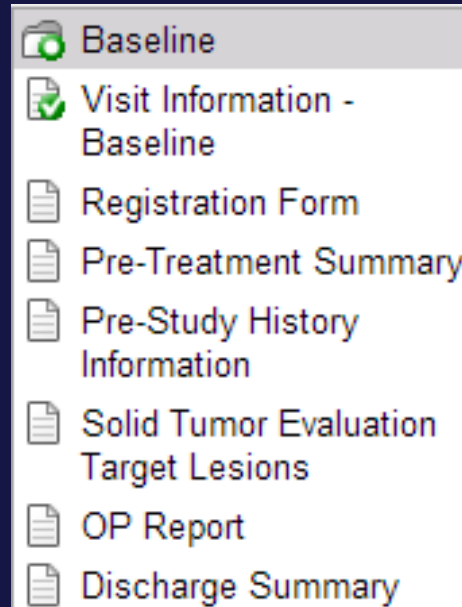 Baseline
Visit Information -
Baseline
Registration Form
Pre-Treatment Summary
Pre-Study History
Information
Solid Tumor Evaluation
Target Lesions
OP Report
Discharge Summary